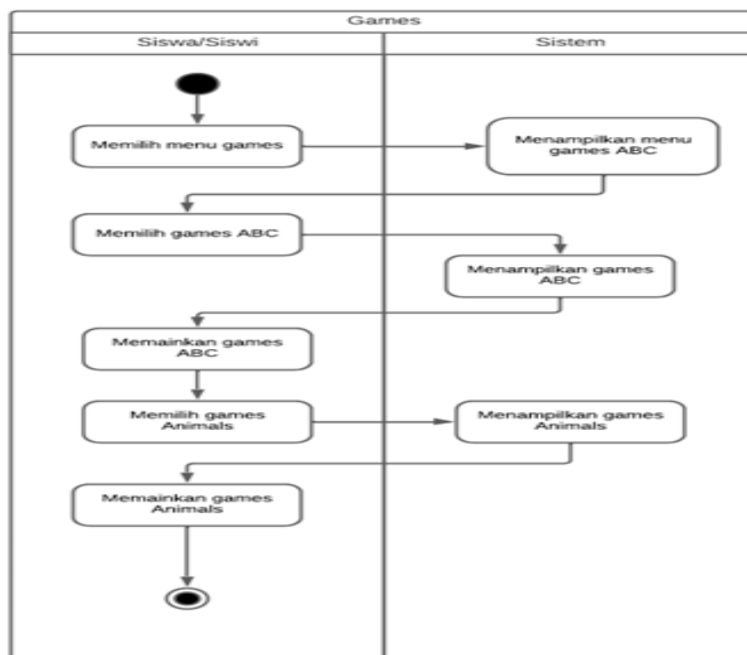 Games
Siswa/Siswi
Sistem
Memilih menu games
Menampilkan menu
games ABC
Memilih games ABC
Menampilkan games
ABC
Memainkan games
ABC
Memilih games
Animals
Menampilkan games
Animals
Memainkan games
Animals